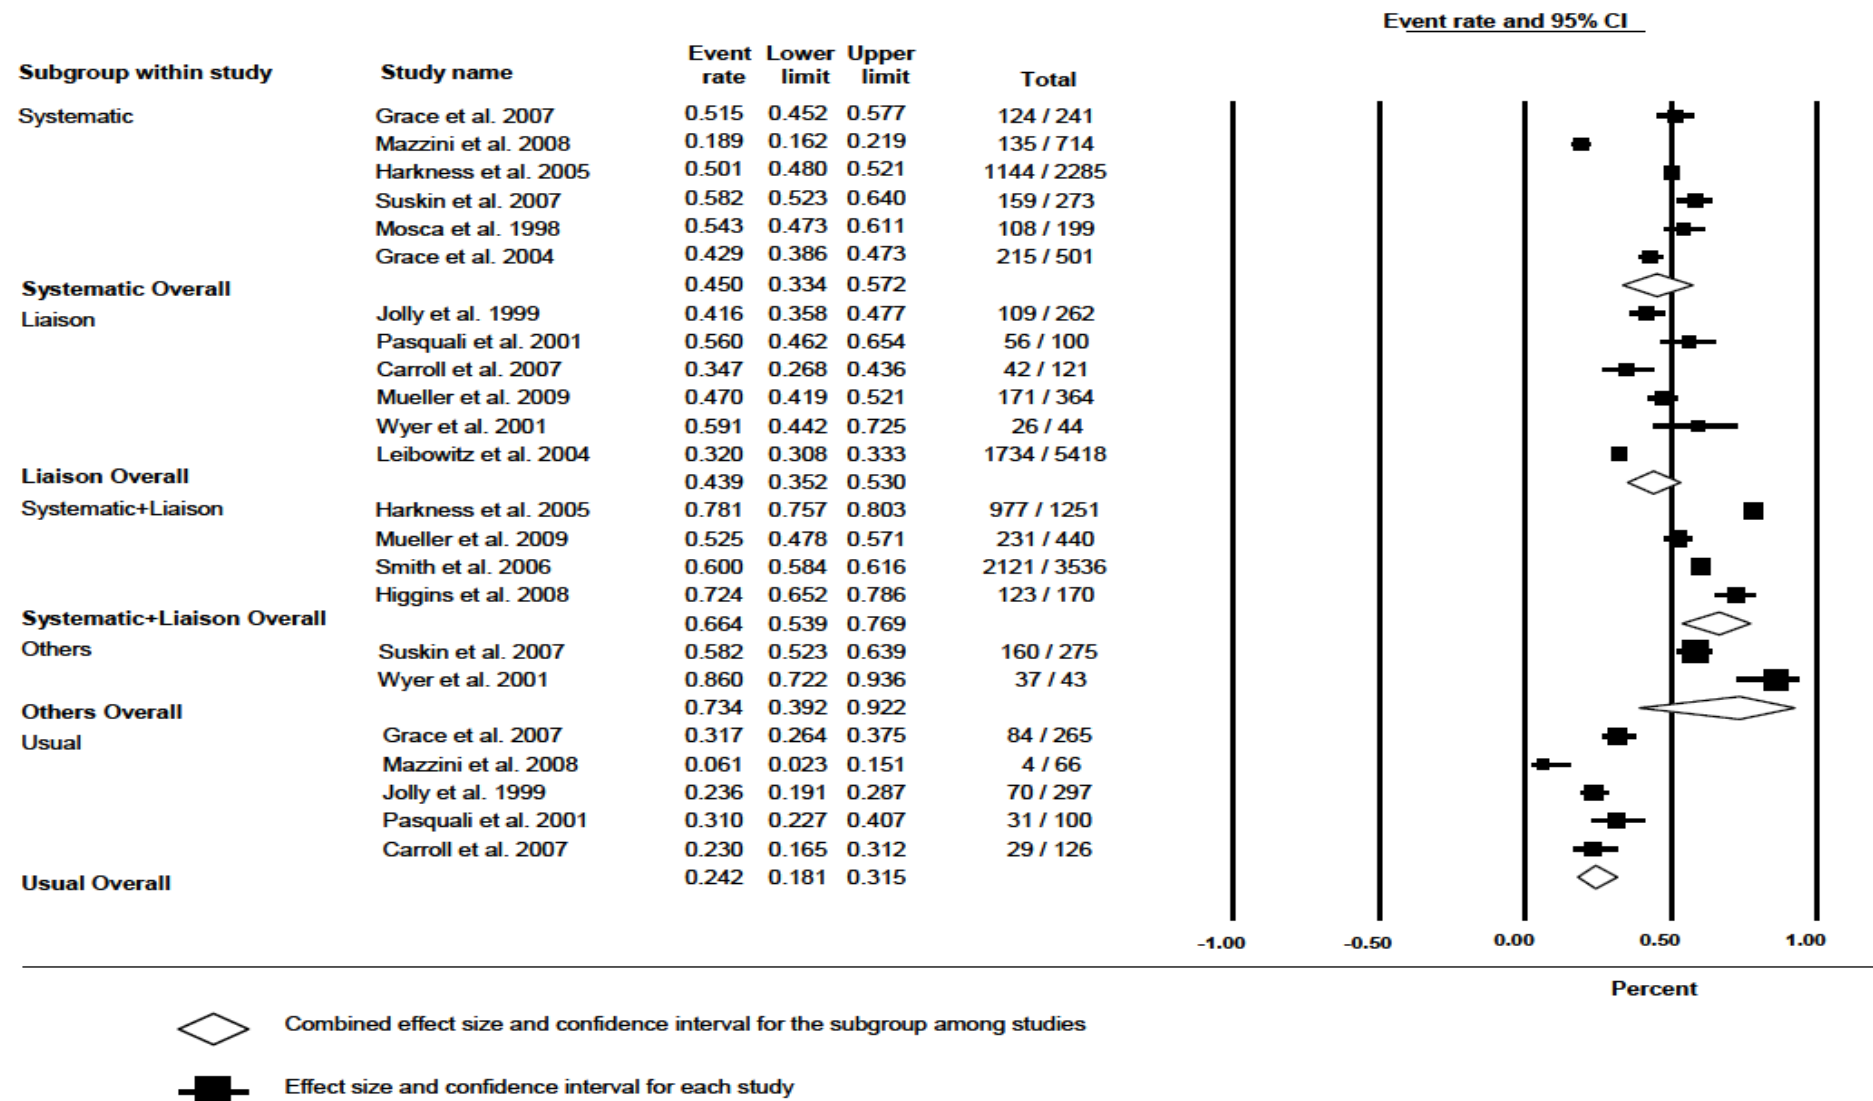 Event rate and 95% CI
Subgroup within study Study name Event rate Lower limit Upper limit Total
Systematic Grace et al. 2007 0.515 0.452 0.577 124 / 241
Mazzini et al. 2008 0.189 0.162 0.219 135 / 714
Harkness et al. 2005 0.501 0.480 0.521 1144 / 2285
Suskin et al. 2007 0.582 0.523 0.640 159 / 273
Mosca et al. 1998 0.543 0.473 0.611 108 / 199
Grace et al. 2004 0.429 0.386 0.473 215 / 501
Systematic Overall 0.450 0.334 0.572
Liaison Jolly et al. 1999 0.416 0.358 0.477 109 / 262
Pasquali et al. 2001 0.560 0.462 0.654 56 / 100
Carroll et al. 2007 0.347 0.268 0.436 42 / 121
Mueller et al. 2009 0.470 0.419 0.521 171 / 364
Wyer et al. 2001 0.591 0.442 0.725 26 / 44
Leibowitz et al. 2004 0.320 0.308 0.333 1734 / 5418
Liaison Overall 0.439 0.352 0.530
Systematic+Liaison Harkness et al. 2005 0.781 0.757 0.803 977 / 1251
Mueller et al. 2009 0.525 0.478 0.571 231 / 440
Smith et al. 2006 0.600 0.584 0.616 2121 / 3536
Higgins et al. 2008 0.724 0.652 0.786 123 / 170
Systematic+Liaison Overall 0.664 0.539 0.769
Others Suskin et al. 2007 0.582 0.523 0.639 160 / 275
Wyer et al. 2001 0.860 0.722 0.936 37 / 43
Others Overall 0.734 0.392 0.922
Usual Grace et al. 2007 0.317 0.264 0.375 84 / 265
Mazzini et al. 2008 0.061 0.023 0.151 4 / 66
Jolly et al. 1999 0.236 0.191 0.287 70 / 297
Pasquali et al. 2001 0.310 0.227 0.407 31 / 100
Carroll et al. 2007 0.230 0.165 0.312 29 / 126
Usual Overall 0.242 0.181 0.315
-1.00 -0.50 0.00 0.50 1.00
Percent
Combined effect size and confidence interval for the subgroup among studies
Effect size and confidence interval for each study